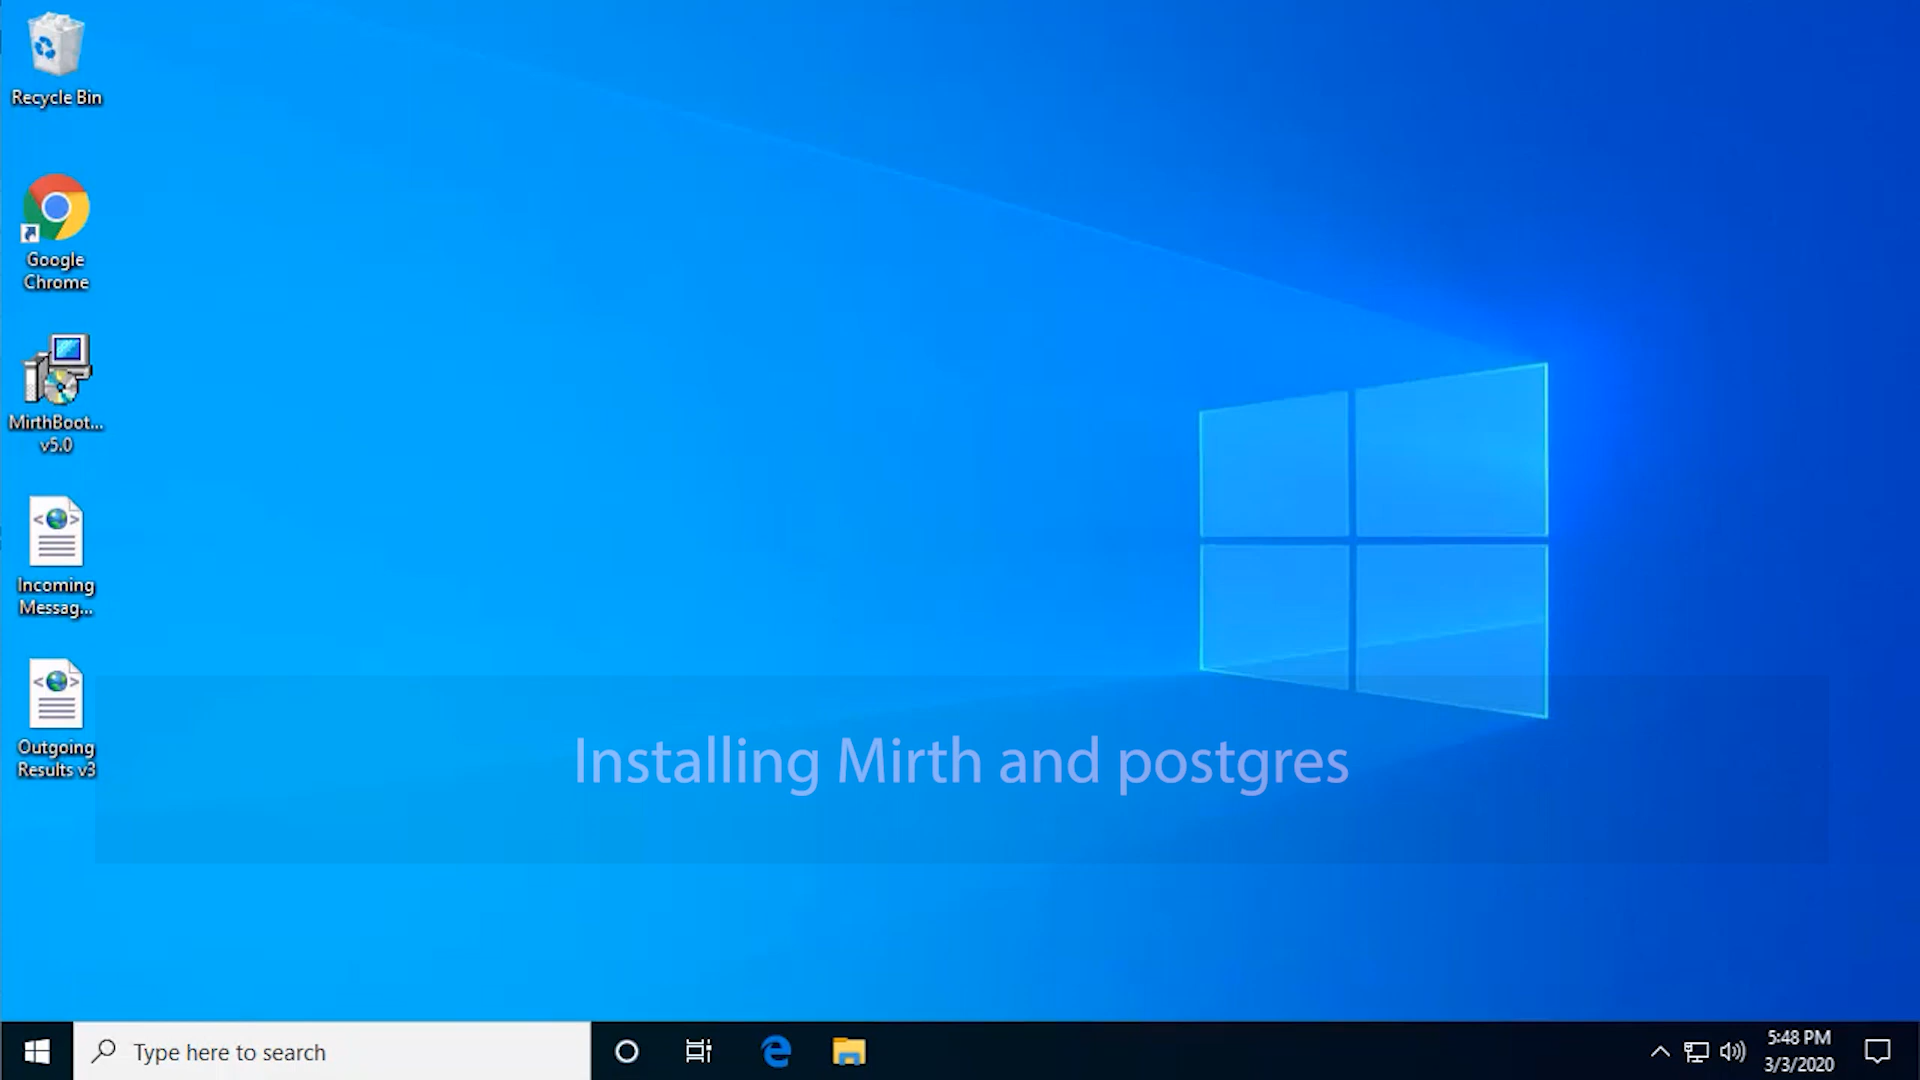 Recycle Bin
Google
Chrome
MirthBoot...
v5.0
Incoming
Messag...
Outgoing
Results v3
Installing Mirth and postgres
Type here to search
5:48 PM
3/3/2020